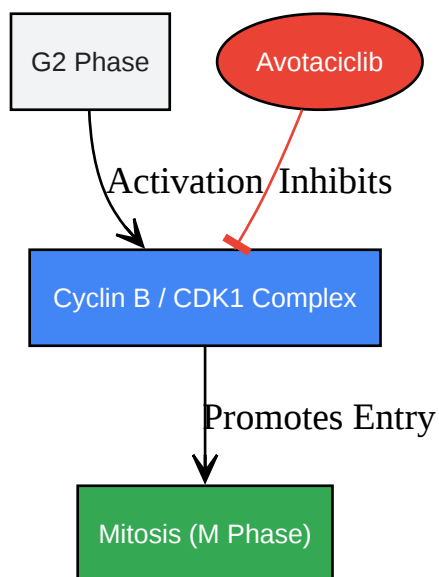 G2 Phase
Avotaciclib
Activation
Inhibits
Cyclin B / CDK1 Complex
Promotes Entry
Mitosis (M Phase)